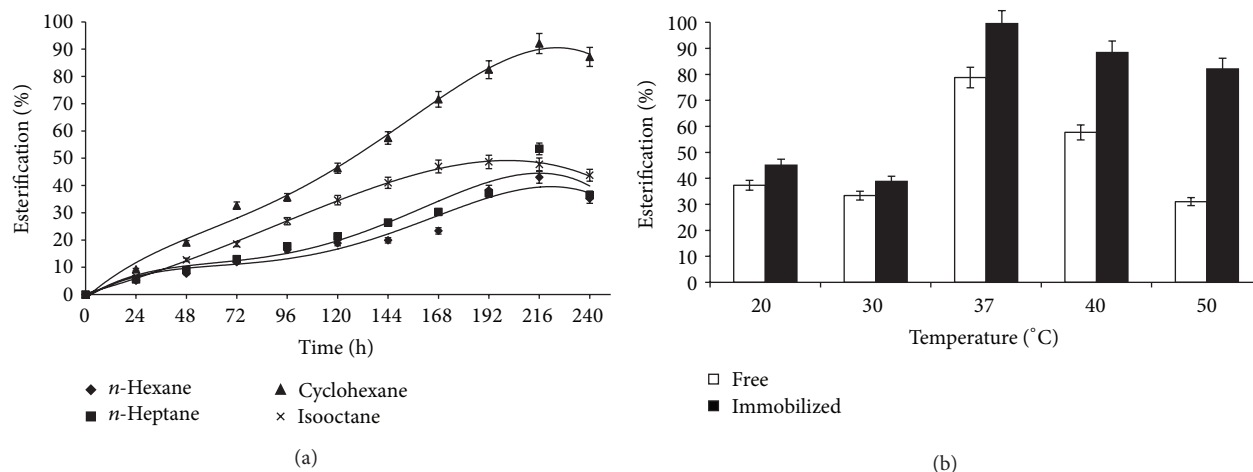 Esterification (%)
100
90
80
70
60
50
40
30
20
10
0
0 24 48 72 96 120 144 168 192 216 240
Time (h)
n-Hexane
n-Heptane
Cyclohexane
Isooctane
(a)
Esterification (%)
100
90
80
70
60
50
40
30
20
10
0
20 30 37 40 50
Temperature (°C)
Free
Immobilized
(b)